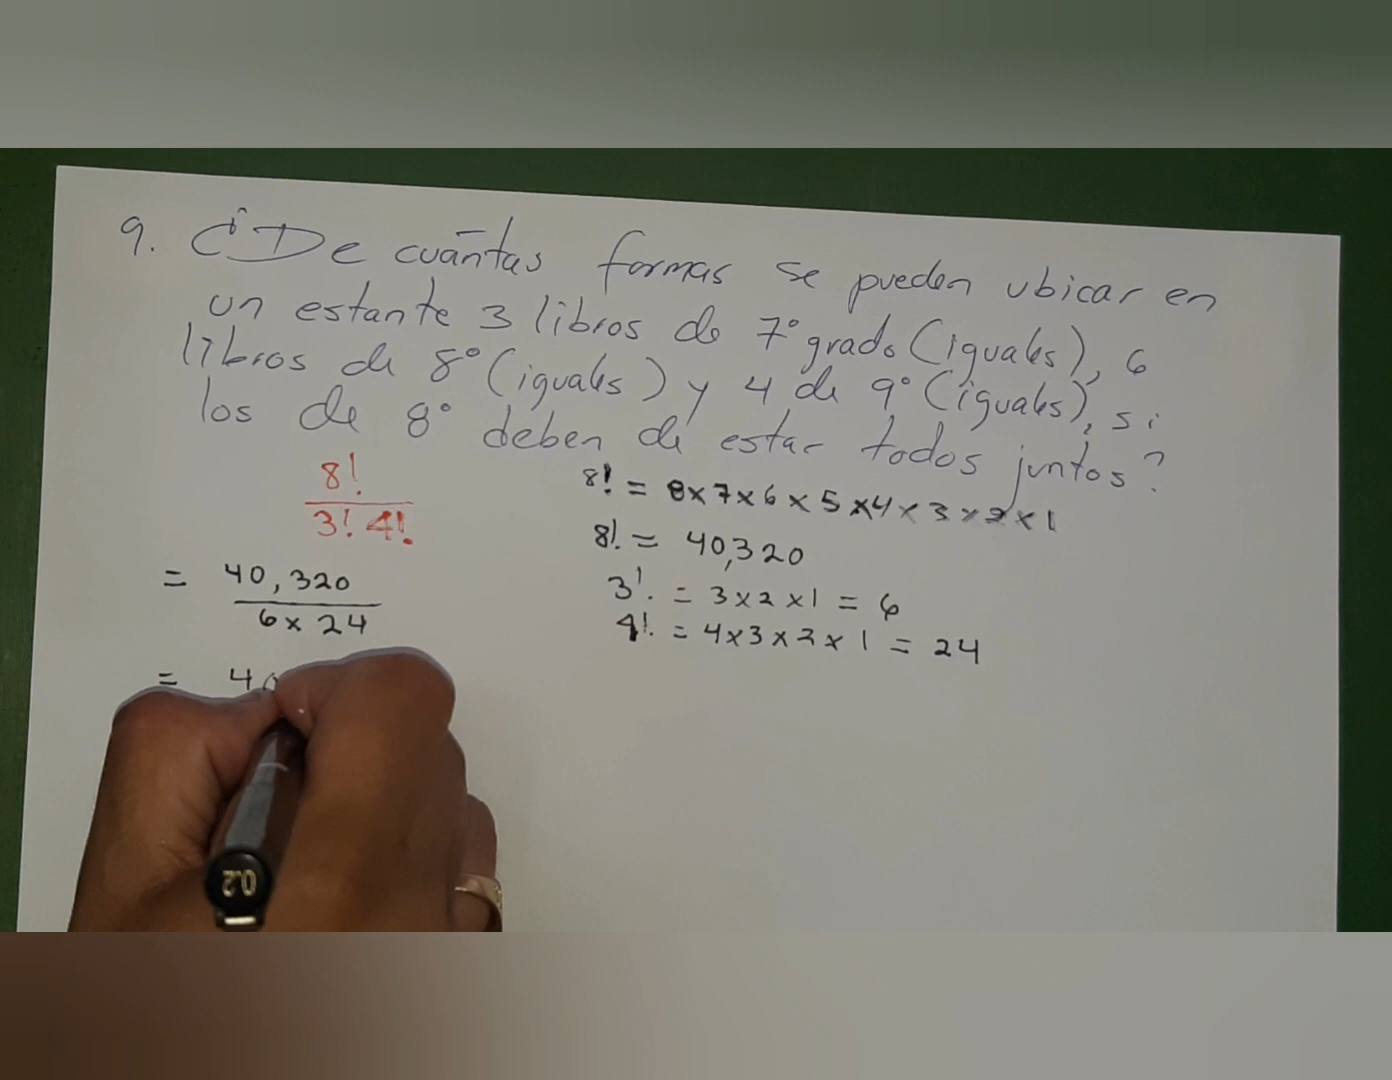 9. ¿De cuántas formas se pueden ubicar en
un estante 3 libros de 7° grado (iguales), 6
libros de 8° (iguales) y 4 de 9° (iguales), si
los de 8° deben de estar todos juntos?
8!
3! 4!
= 40,320
6 x 24
= 40
8! = 8 x 7 x 6 x 5 x 4 x 3 x 2 x 1
8! = 40,320
3! = 3 x 2 x 1 = 6
4! = 4 x 3 x 2 x 1 = 24
0.2